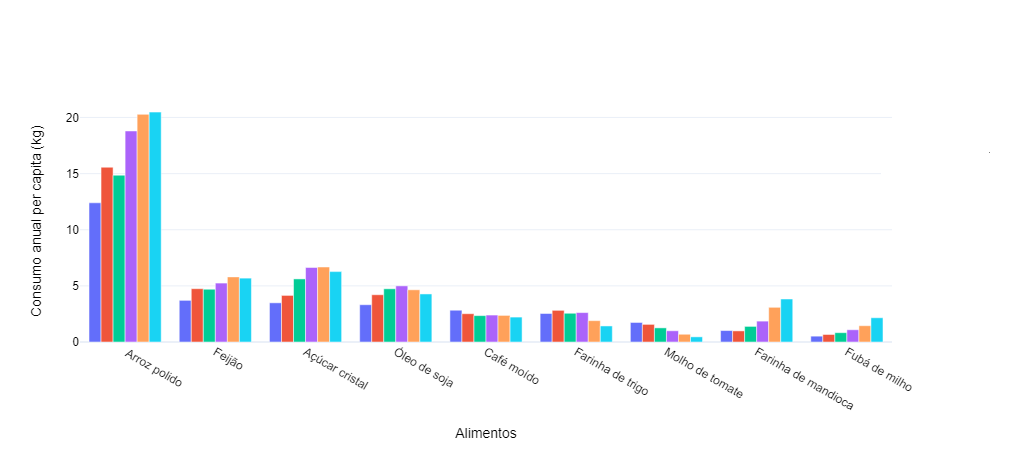 Consumo anual per capita (kg)
20
15
10
5
0
Arroz polido
Feijão
Açúcar cristal
Óleo de soja
Café moído
Farinha de trigo
Molho de tomate
Farinha de mandioca
Fubá de milho
Alimentos